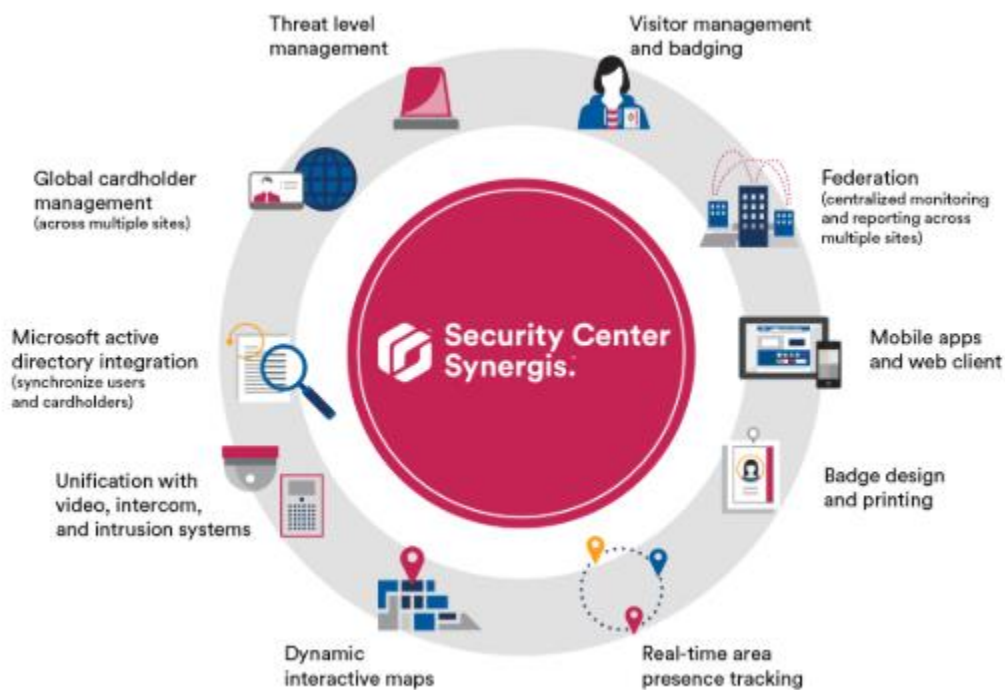 Threat level
management
Visitor management
and badging
Global cardholder
management
(across multiple sites)
Federation
(centralized monitoring
and reporting across
multiple sites)
Security Center
Synergis.
Microsoft active
directory integration
(synchronize users
and cardholders)
Mobile apps
and web client
Unification with
video, intercom,
and intrusion systems
Badge design
and printing
Dynamic
interactive maps
Real-time area
presence tracking